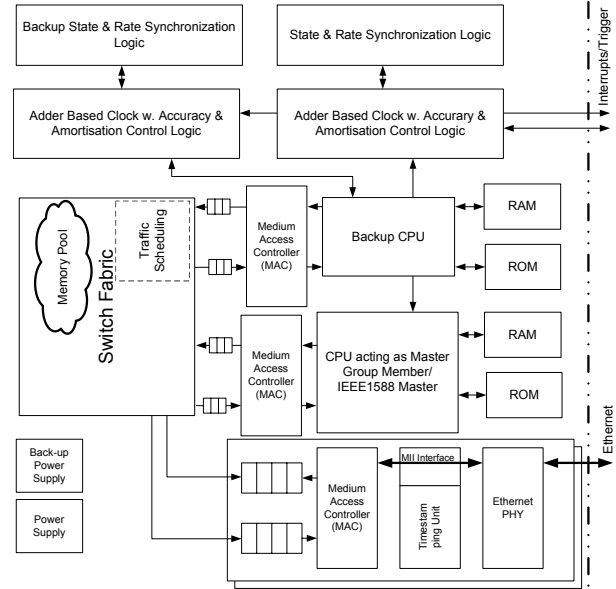 Backup State & Rate Synchronization
Logic
State & Rate Synchronization Logic
Interrupts/Trigger
Adder Based Clock w. Accuracy &
Amortisation Control Logic
Adder Based Clock w. Accurary &
Amortisation Control Logic
Memory Pool
Switch Fabric
Traffic
Scheduling
Medium
Access
Controller
(MAC)
Backup CPU
RAM
ROM
Medium
Access
Controller
(MAC)
CPU acting as Master
Group Member/
IEEE1588 Master
RAM
ROM
Ethernet
Back-up
Power
Supply
Power
Supply
Medium
Access
Controller
(MAC)
MII Interface
Timestam
ping Unit
Ethernet
PHY